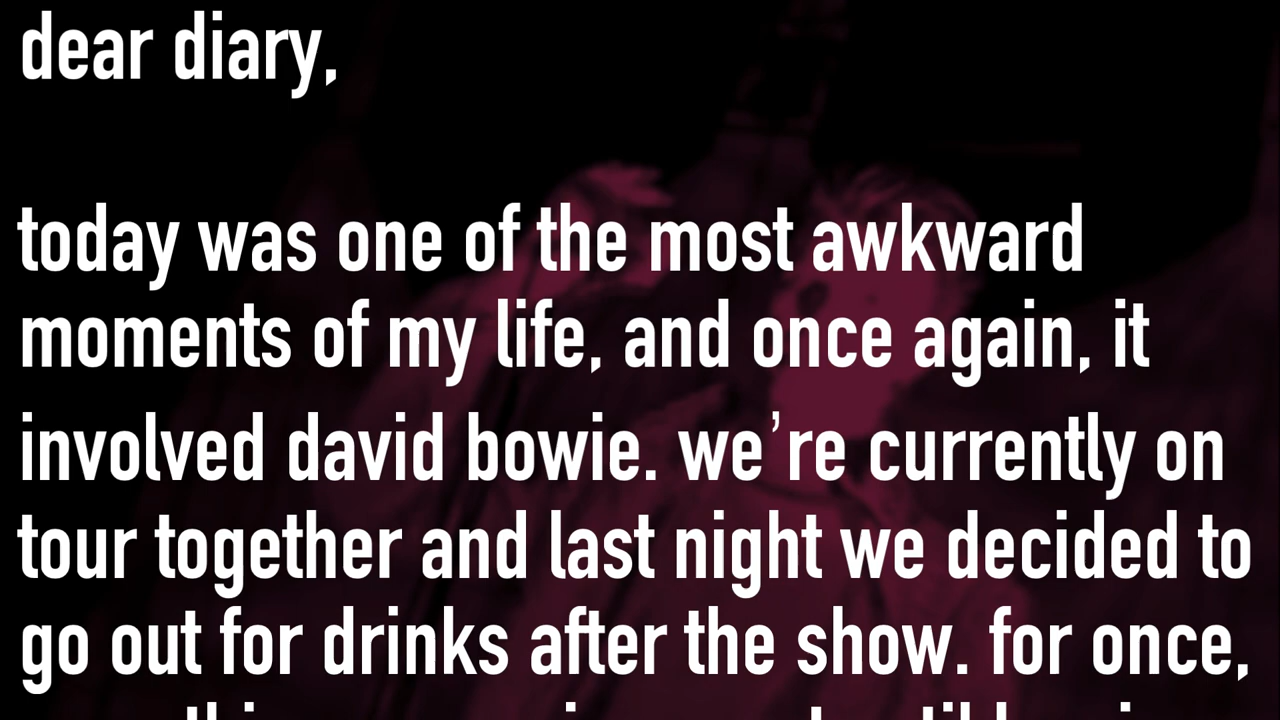 dear diary,
today was one of the most awkward
moments of my life, and once again, it
involved david bowie. we’re currently on
tour together and last night we decided to
go out for drinks after the show. for once,